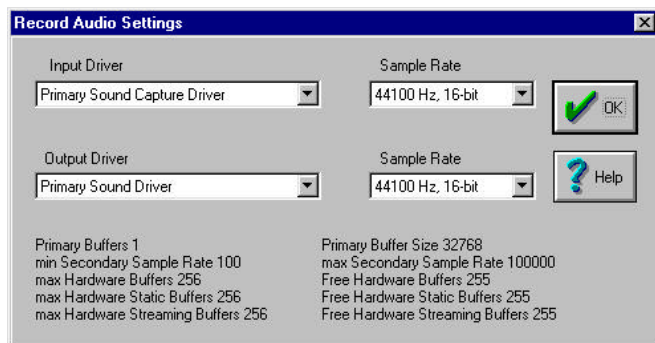 Record Audio Settings
Input Driver
Sample Rate
Primary Sound Capture Driver
44100 Hz, 16-bit
OK
Output Driver
Sample Rate
Primary Sound Driver
44100 Hz, 16-bit
Help
Primary Buffers 1
min Secondary Sample Rate 100
max Hardware Buffers 256
max Hardware Static Buffers 256
max Hardware Streaming Buffers 256
Primary Buffer Size 32768
max Secondary Sample Rate 100000
Free Hardware Buffers 255
Free Hardware Static Buffers 255
Free Hardware Streaming Buffers 255